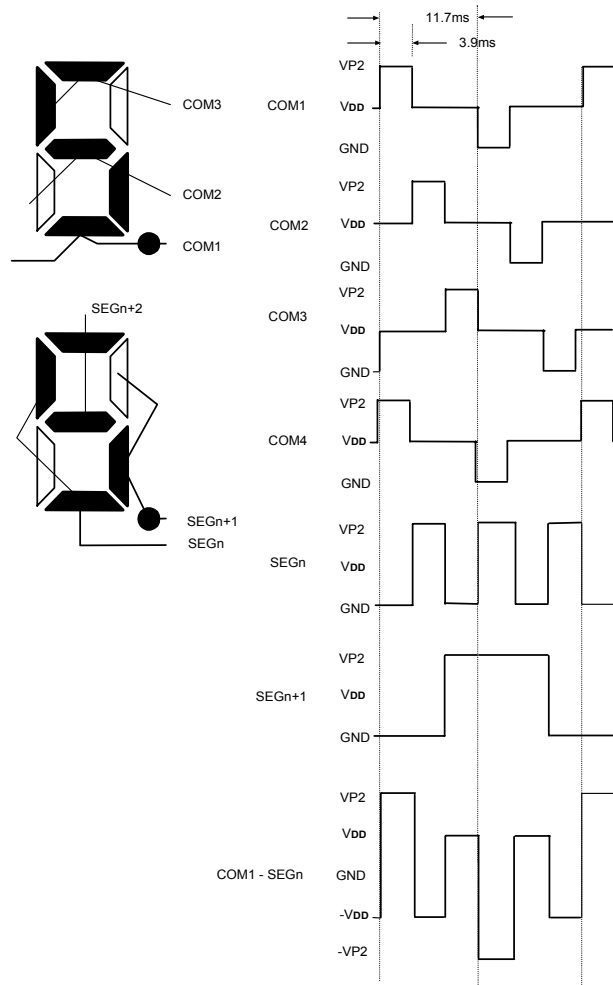 11.7ms
3.9ms
COM3
COM2
COM1
SEGn+2
SEGn+1
SEGn
COM1
VP2
VDD
GND
COM2
VP2
VDD
GND
COM3
VP2
VDD
GND
COM4
VP2
VDD
GND
SEGn
VP2
VDD
GND
SEGn+1
VP2
VDD
GND
COM1 - SEGn
VP2
VDD
GND
-VDD
-VP2